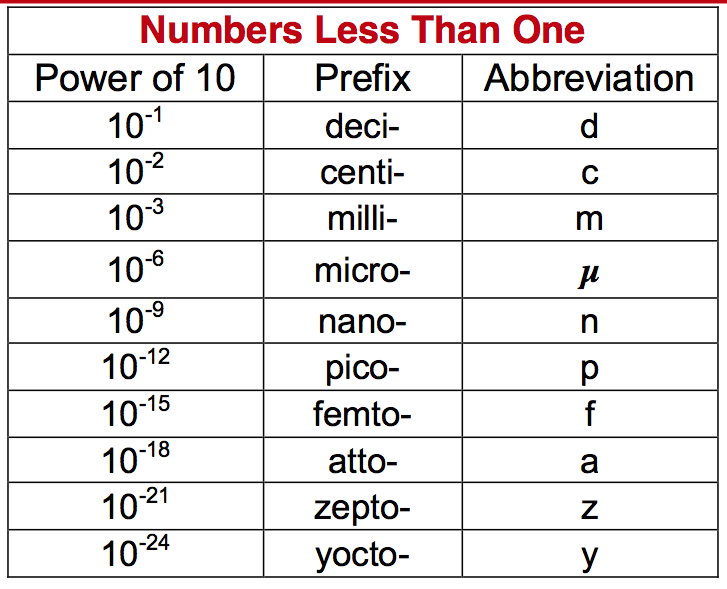 Numbers Less Than One
Power of 10 Prefix Abbreviation
10⁻¹ deci- d
10⁻² centi- c
10⁻³ milli- m
10⁻⁶ micro- μ
10⁻⁹ nano- n
10⁻¹² pico- p
10⁻¹⁵ femto- f
10⁻¹⁸ atto- a
10⁻²¹ zepto- z
10⁻²⁴ yocto- y